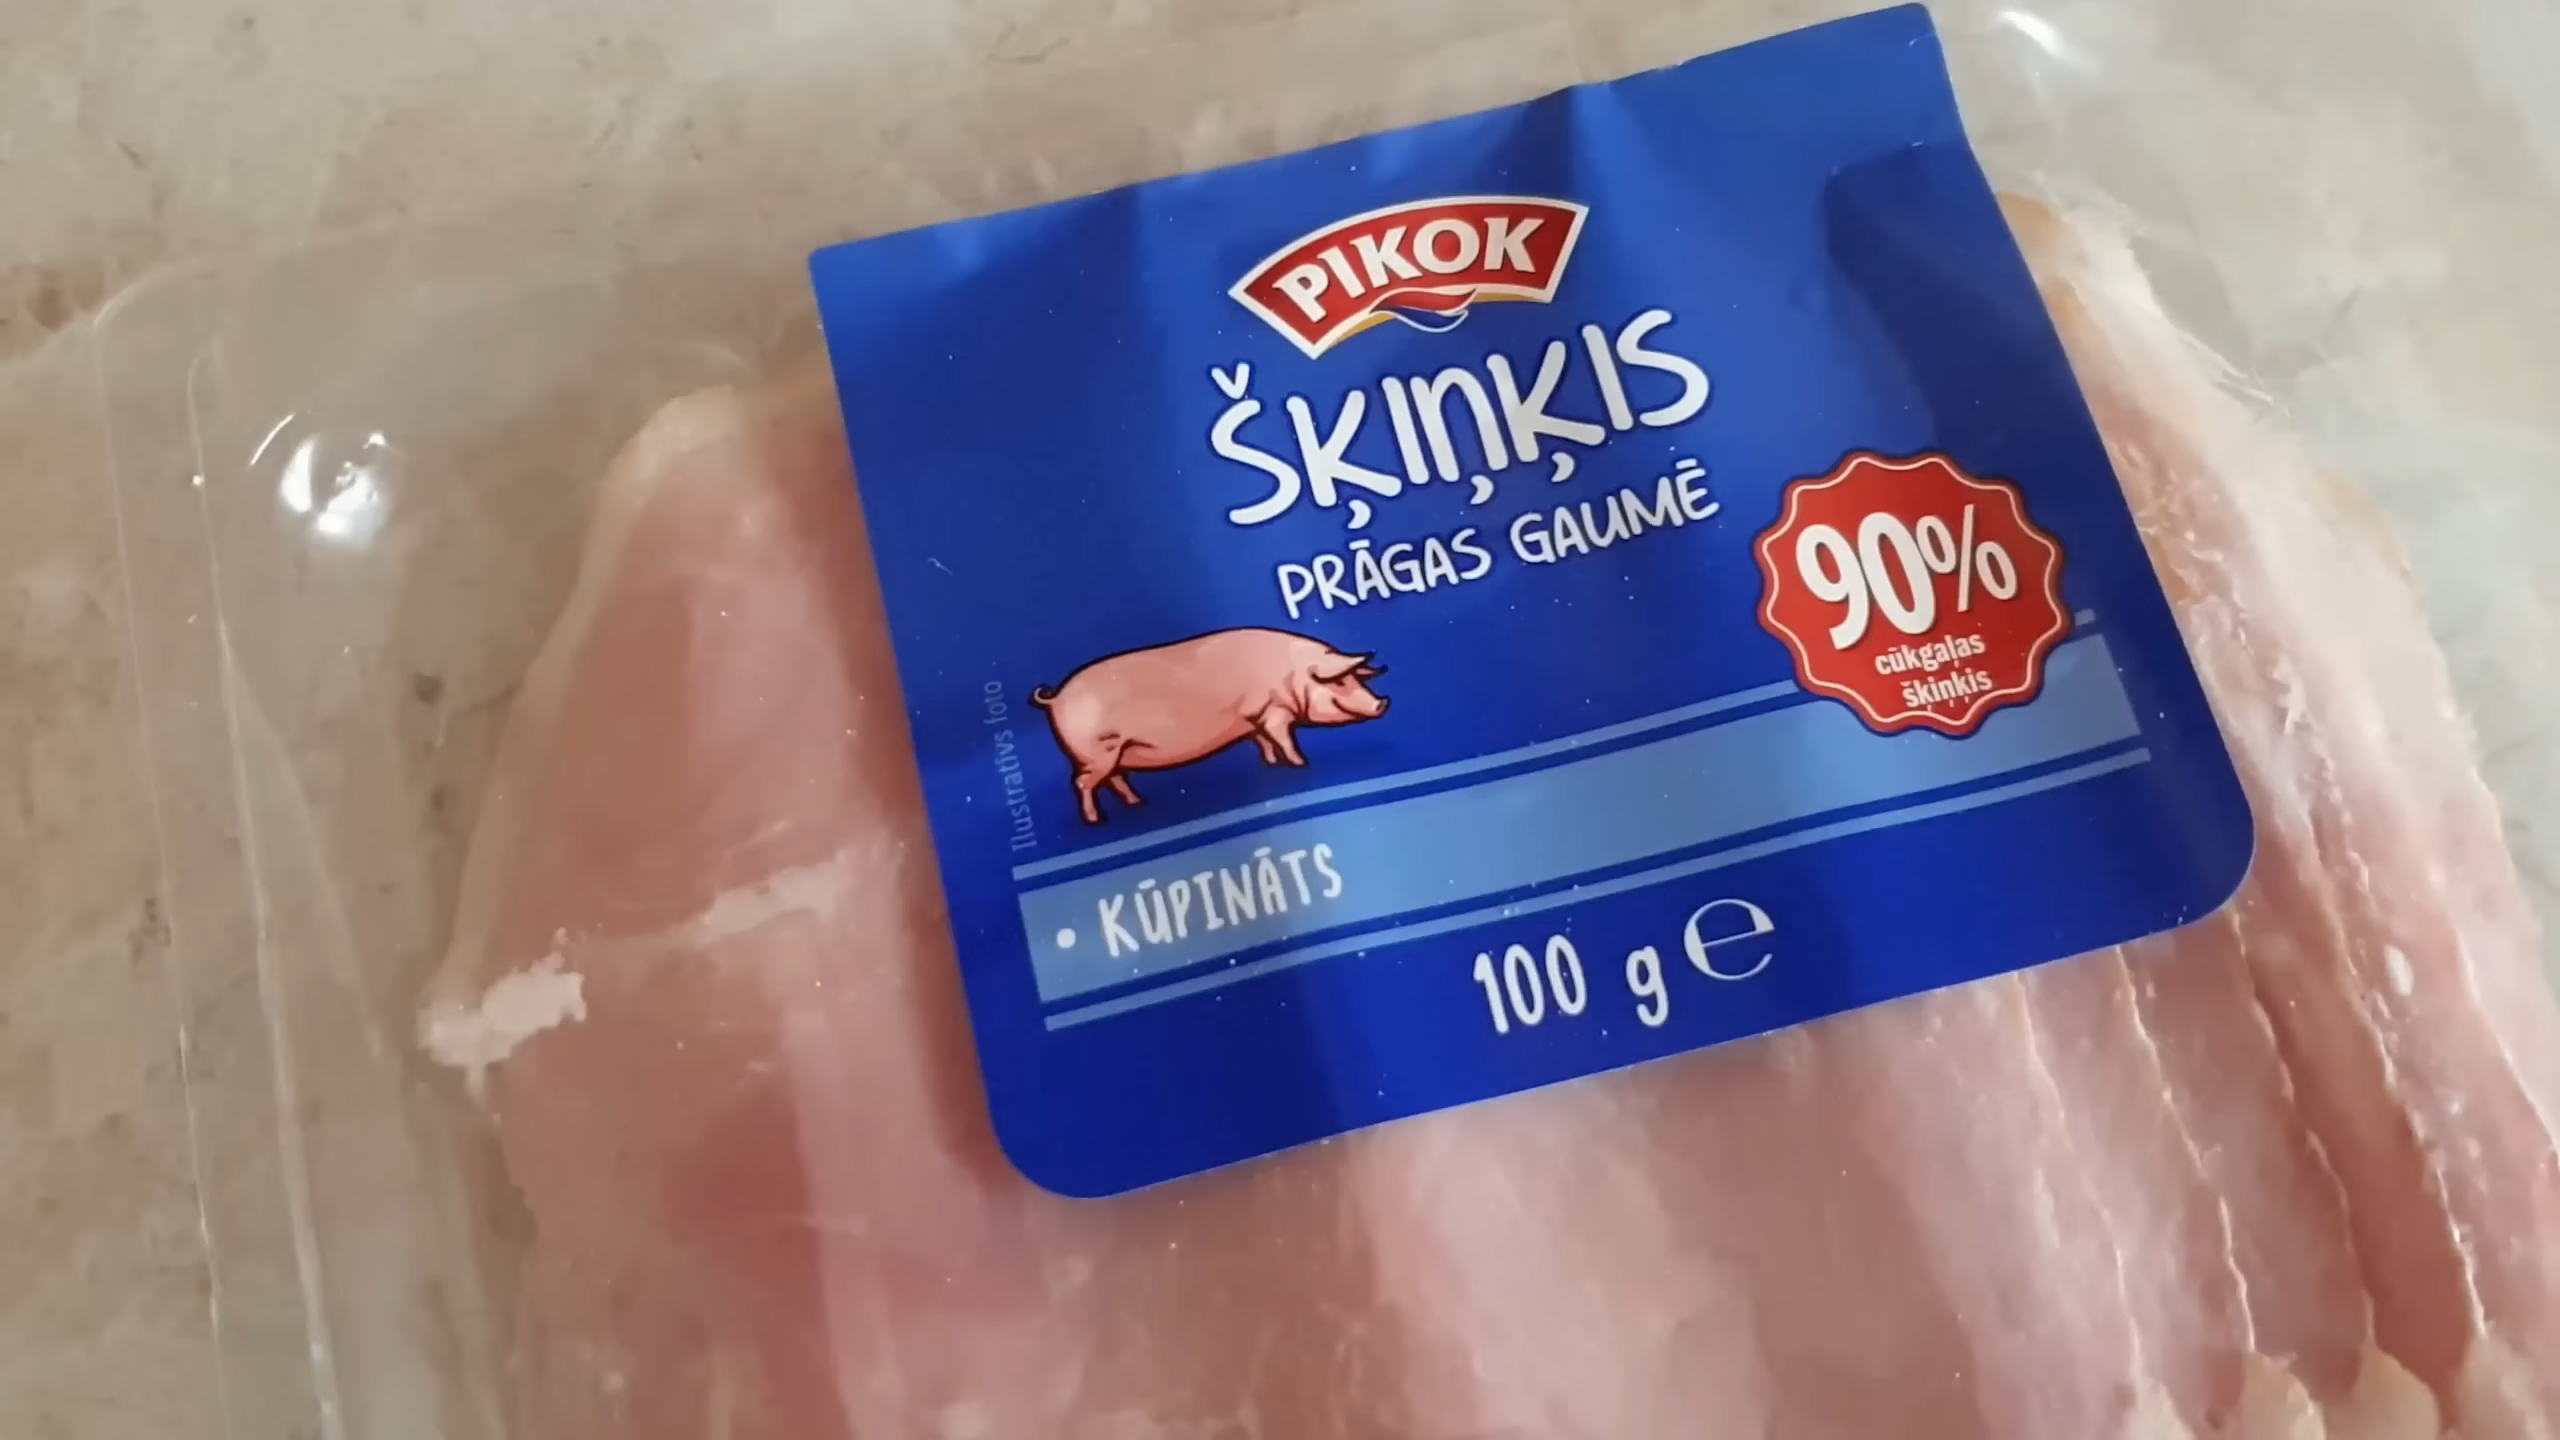 PIKOK
ŠĶIŅĶIS
PRĀGAS GAUMĒ
90%
cūkgaļas
šķiņķis
Ilustratīvs foto
• KŪPINĀTS
100 g ℮